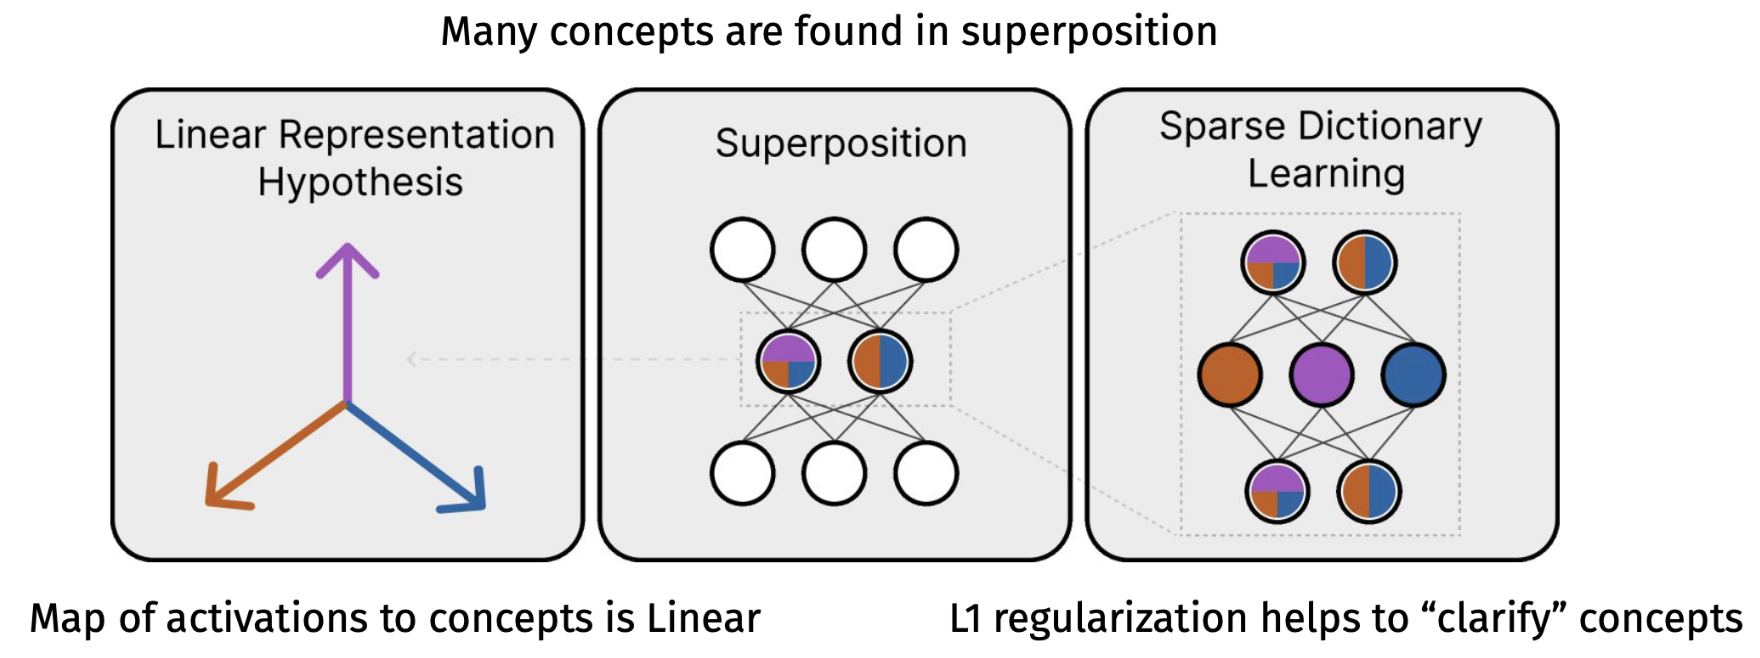 Many concepts are found in superposition
Linear Representation
Hypothesis
Superposition
Sparse Dictionary
Learning
Map of activations to concepts is Linear
L1 regularization helps to “clarify” concepts